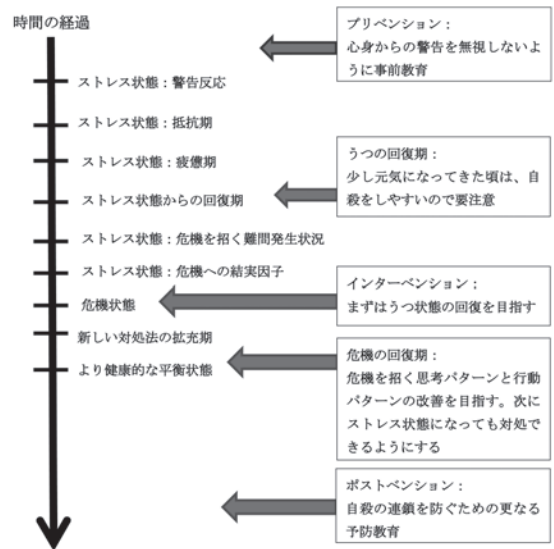 時間の経過
プリベンション：
心身からの警告を無視しないよ
うに事前教育
ストレス状態：警告反応
ストレス状態：抵抗期
ストレス状態：疲憊期
うつの回復期：
少し元気になってきた頃は、自
殺をしやすいので要注意
ストレス状態からの回復期
ストレス状態：危機を招く難問発生状況
ストレス状態：危機への結実因子
インターベンション：
まずはうつ状態の回復を目指す
危機状態
新しい対処法の拡充期
より健康的な平衡状態
危機の回復期：
危機を招く思考パターンと行動
パターンの改善を目指す。次に
ストレス状態になっても対処で
きるようにする
ポストベンション：
自殺の連鎖を防ぐための更なる
予防教育